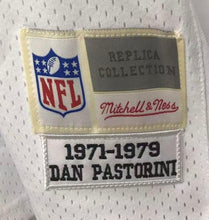 REPLICA
COLLECTION
NFL
Mitchell & Ness
1971-1979
DAN PASTORINI